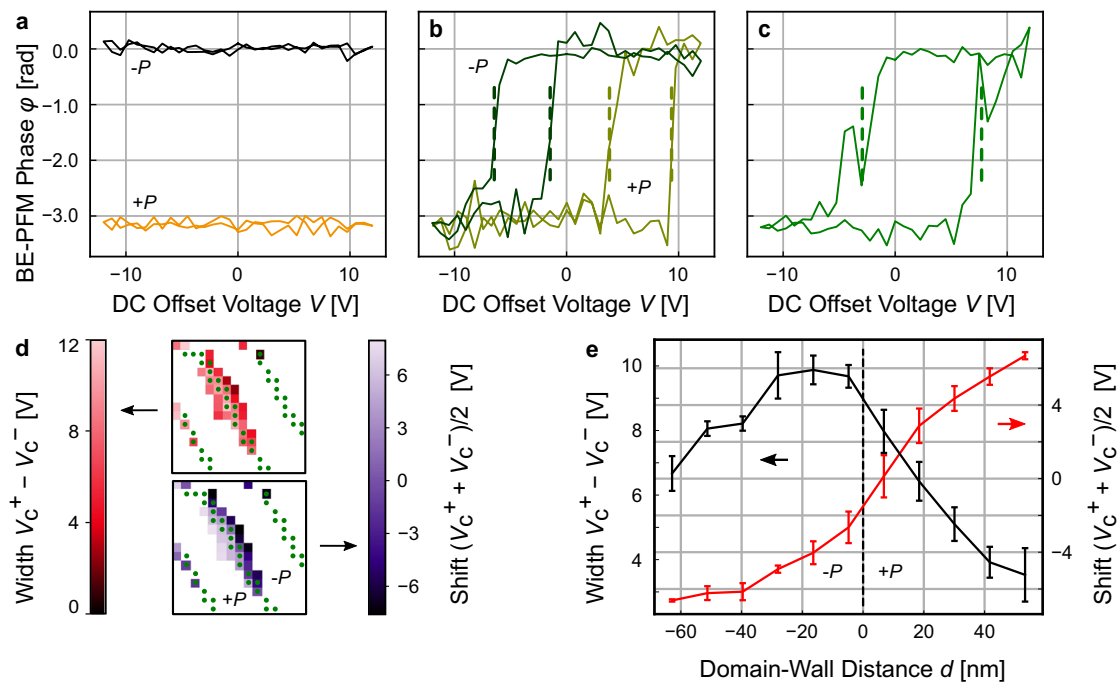 a
b
c
BE-PFM Phase φ [rad]
0.0
−1.0
−2.0
−3.0
-P
+P
-P
+P
−10
0
10
−10
0
10
−10
0
10
DC Offset Voltage V [V]
DC Offset Voltage V [V]
DC Offset Voltage V [V]
d
Width V_C^+ − V_C^− [V]
12
8
4
0
-P
+P
6
3
0
−3
−6
Shift (V_C^+ + V_C^−)/2 [V]
e
Width V_C^+ − V_C^− [V]
10
8
6
4
-P
+P
4
0
−4
Shift (V_C^+ + V_C^−)/2 [V]
−60
−40
−20
0
20
40
Domain-Wall Distance d [nm]